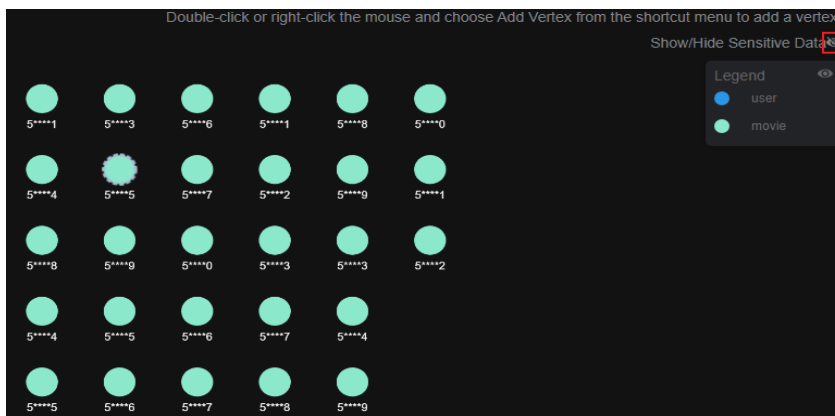 Double-click or right-click the mouse and choose Add Vertex from the shortcut menu to add a vertex
Show/Hide Sensitive Data
Legend
user
movie
5****1 5****3 5****6 5****1 5****8 5****0
5****4 5****5 5****7 5****2 5****9 5****1
5****8 5****9 5****0 5****3 5****3 5****2
5****4 5****5 5****6 5****7 5****4
5****5 5****6 5****7 5****8 5****9